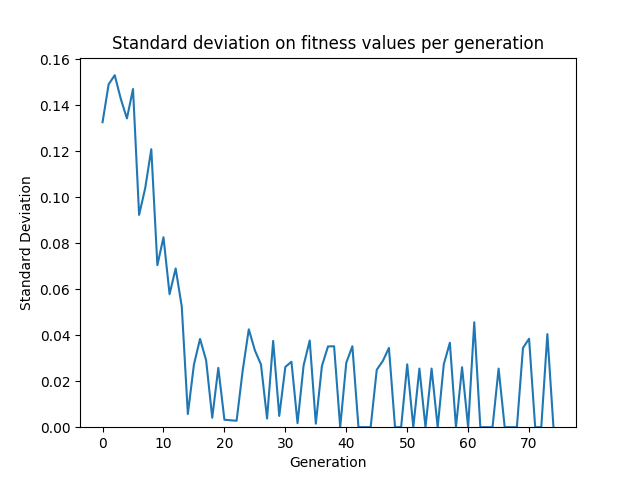 Standard deviation on fitness values per generation
0.16
0.14
0.12
0.10
0.08
0.06
0.04
0.02
0.00
Standard Deviation
0 10 20 30 40 50 60 70
Generation